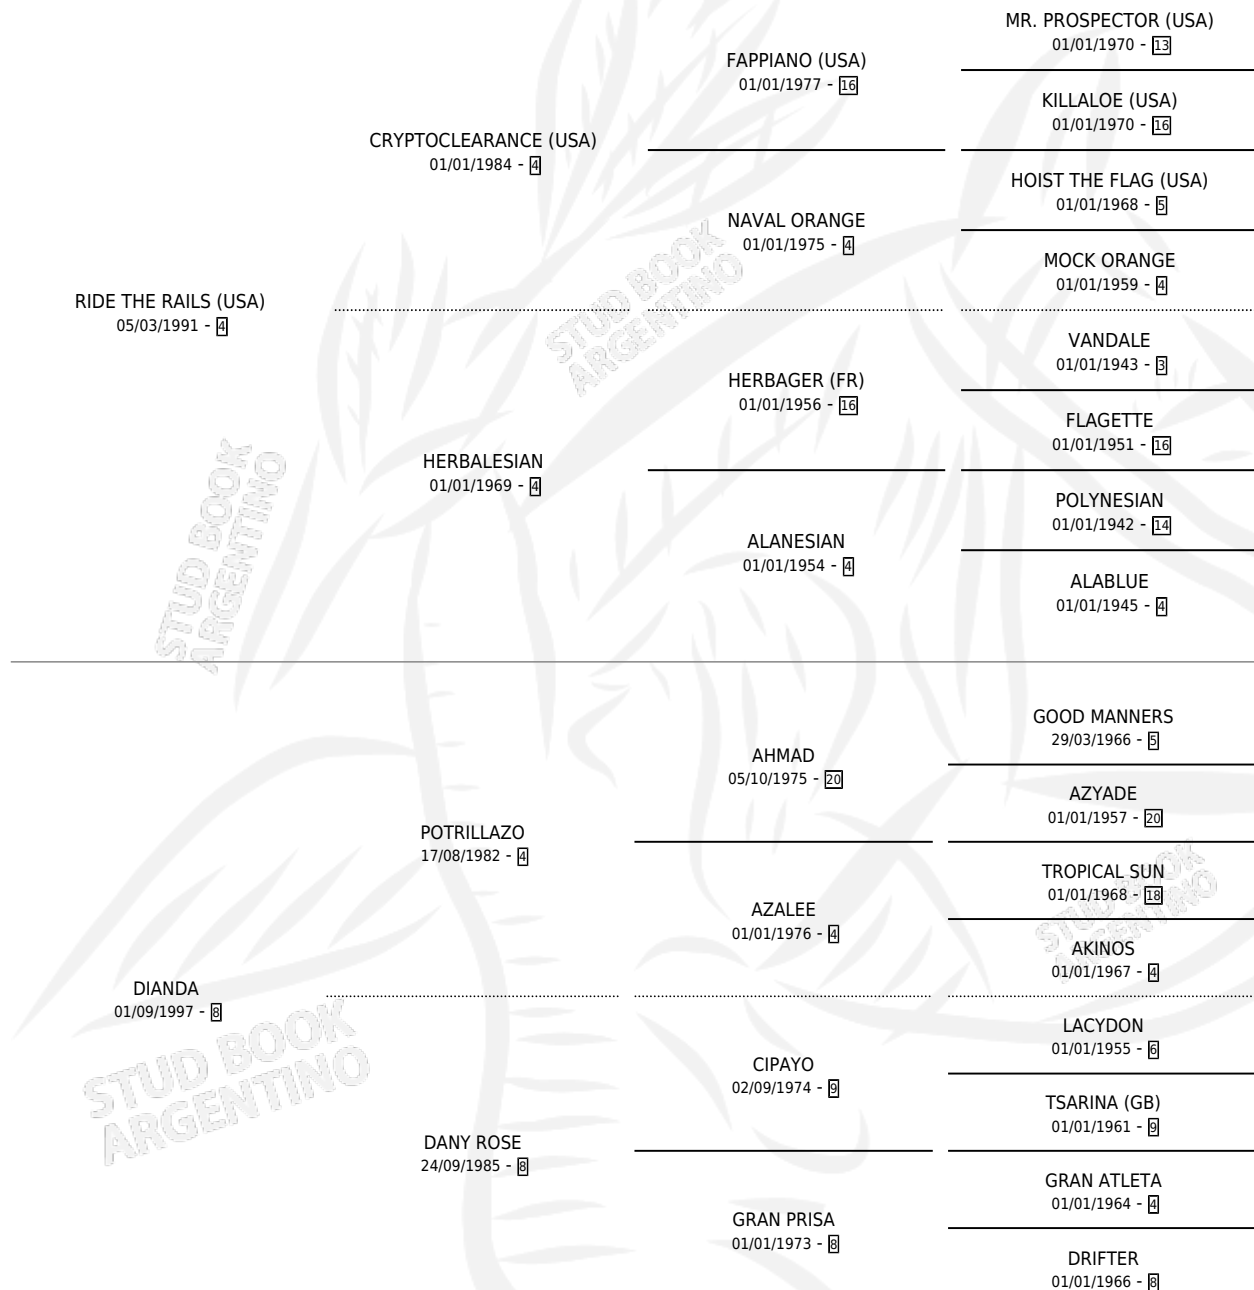 MR. PROSPECTOR (USA)
01/01/1970 - 13
FAPPIANO (USA)
01/01/1977 - 16
KILLALOE (USA)
01/01/1970 - 16
CRYPTOCLEARANCE (USA)
01/01/1984 - 4
HOIST THE FLAG (USA)
01/01/1968 - 5
NAVAL ORANGE
01/01/1975 - 4
MOCK ORANGE
01/01/1959 - 4
RIDE THE RAILS (USA)
05/03/1991 - 4
STUD BOOK
ARGENTINO
VANDALE
01/01/1943 - 3
HERBAGER (FR)
01/01/1956 - 16
FLAGETTE
01/01/1951 - 16
HERBALESIAN
01/01/1969 - 4
POLYNESIAN
01/01/1942 - 14
ALANESIAN
01/01/1954 - 4
ALABLUE
01/01/1945 - 4
STUD BOOK
ARGENTINO
GOOD MANNERS
29/03/1966 - 5
AHMAD
05/10/1975 - 20
AZYADE
01/01/1957 - 20
POTRILLAZO
17/08/1982 - 4
TROPICAL SUN
01/01/1968 - 18
AZALEE
01/01/1976 - 4
AKINOS
01/01/1967 - 4
STUD BOOK
ARGENTINO
DIANDA
01/09/1997 - 8
LACYDON
01/01/1955 - 6
CIPAYO
02/09/1974 - 9
TSARINA (GB)
01/01/1961 - 9
STUD BOOK
ARGENTINO
DANY ROSE
24/09/1985 - 8
GRAN ATLETA
01/01/1964 - 4
GRAN PRISA
01/01/1973 - 8
DRIFTER
01/01/1966 - 8